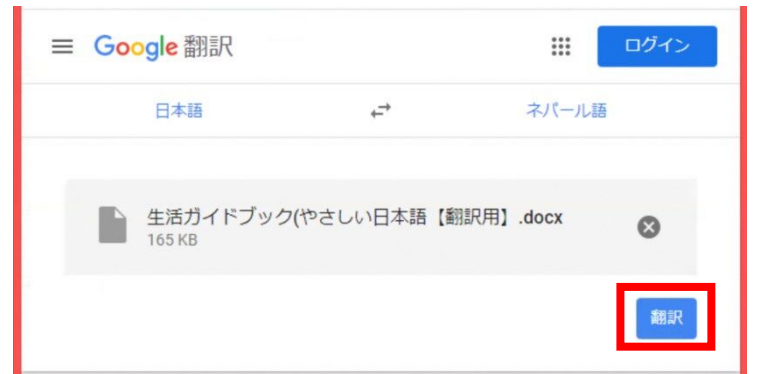 Google 翻訳
ログイン
日本語
ネパール語
生活ガイドブック(やさしい日本語【翻訳用】.docx
165 KB
翻訳